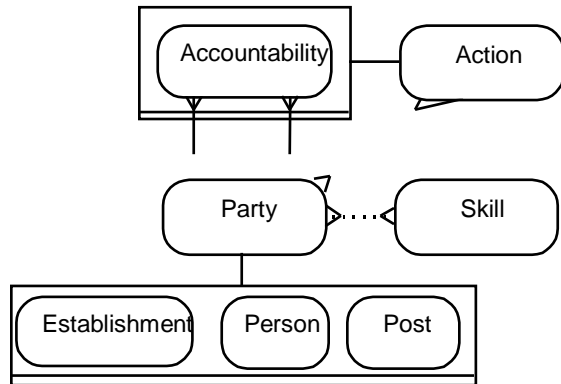 Accountability
Action
Party
Skill
Establishment
Person
Post